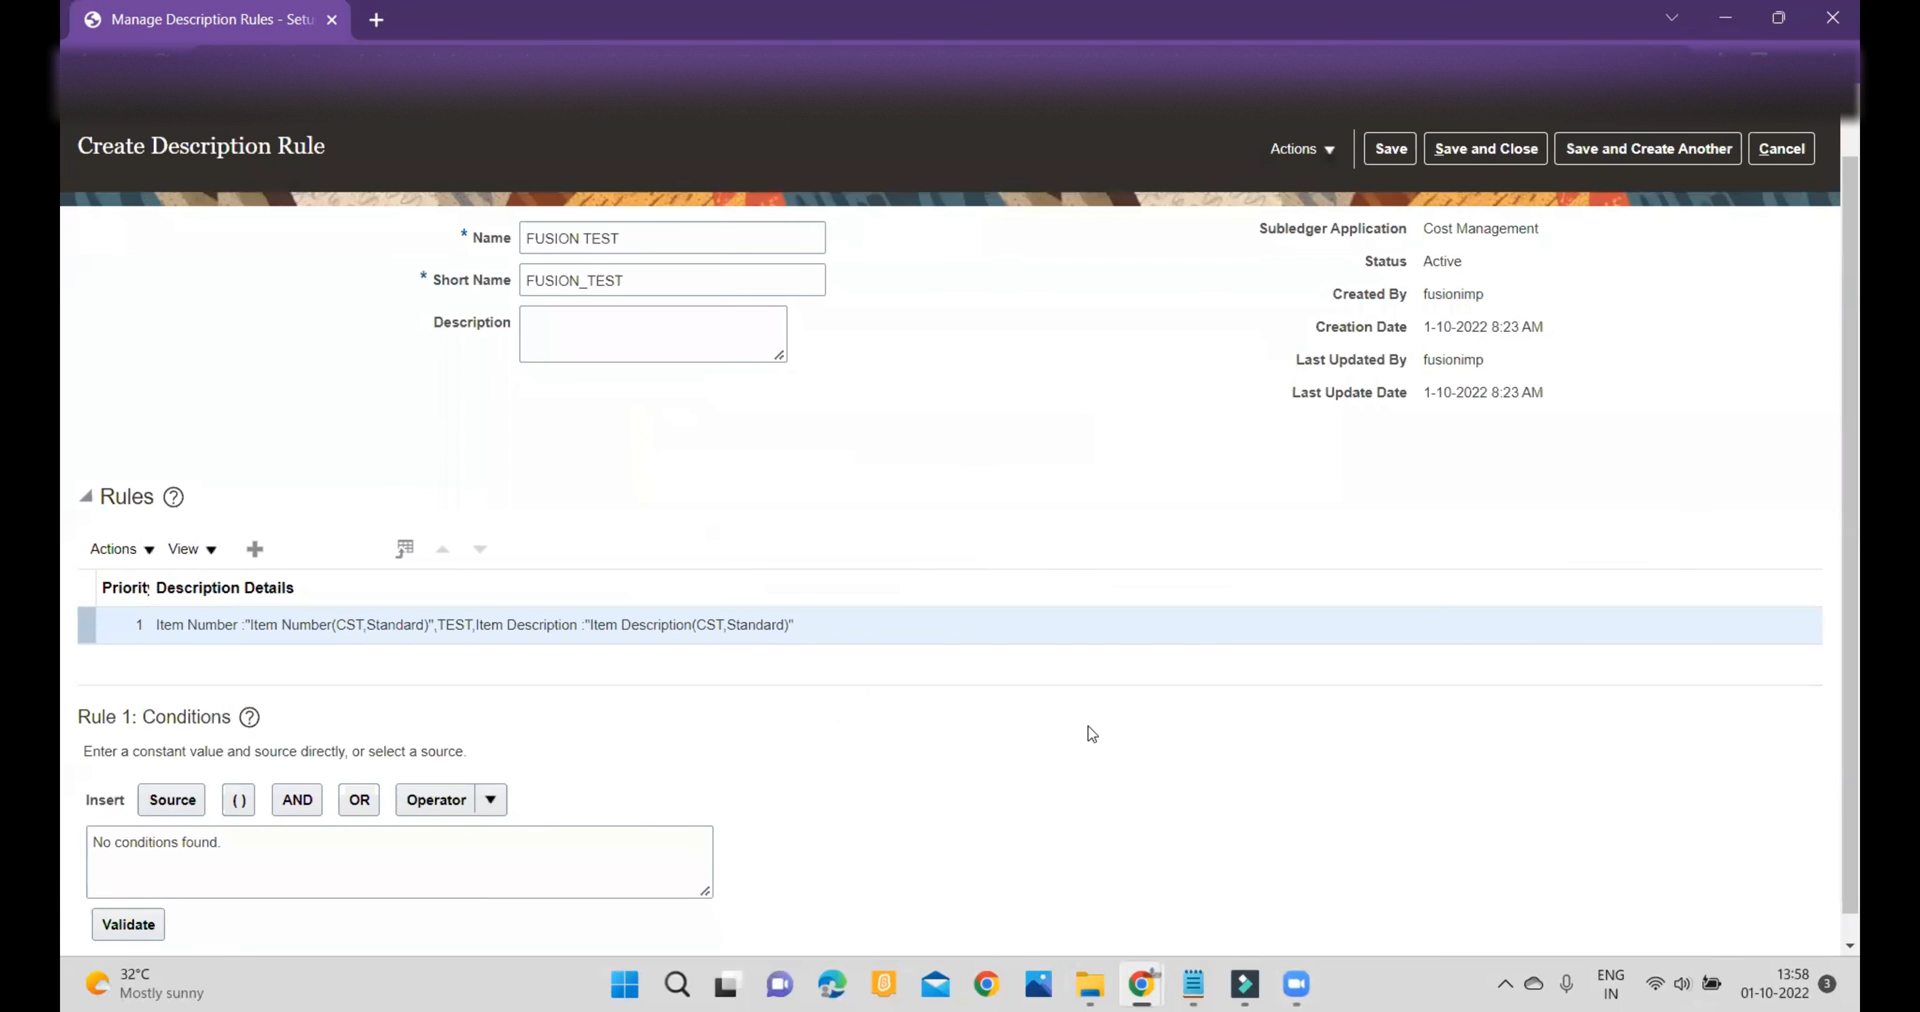 Manage Description Rules - Setu
Create Description Rule
Actions
Save
Save and Close
Save and Create Another
Cancel
* Name FUSION TEST
* Short Name FUSION_TEST
Description
Subledger Application Cost Management
Status Active
Created By fusionimp
Creation Date 1-10-2022 8:23 AM
Last Updated By fusionimp
Last Update Date 1-10-2022 8:23 AM
Rules ?
Actions View
Priority Description Details
1 Item Number :"Item Number(CST,Standard)",TEST,Item Description :"Item Description(CST,Standard)"
Rule 1: Conditions ?
Enter a constant value and source directly, or select a source.
Insert Source ( ) AND OR Operator
No conditions found.
Validate
32°C
Mostly sunny
ENG
IN
13:58
01-10-2022
3